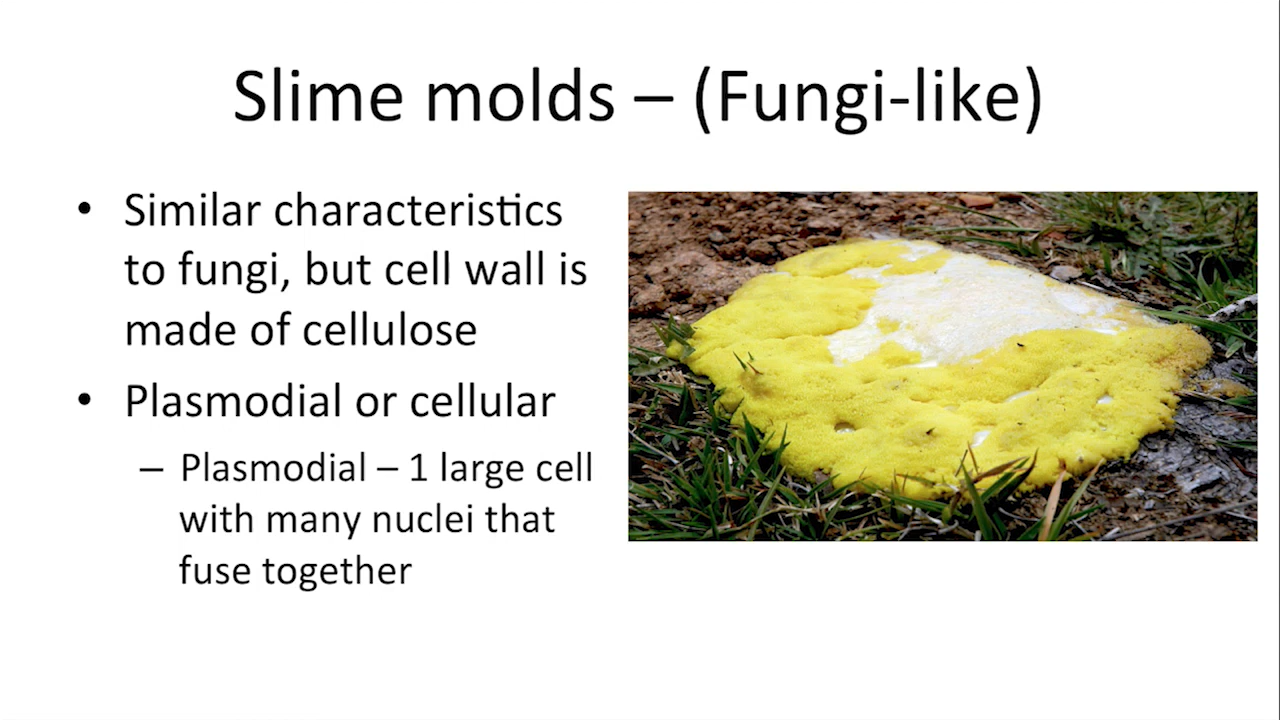 Slime molds – (Fungi-like)
• Similar characteristics
to fungi, but cell wall is
made of cellulose
• Plasmodial or cellular
– Plasmodial – 1 large cell
with many nuclei that
fuse together